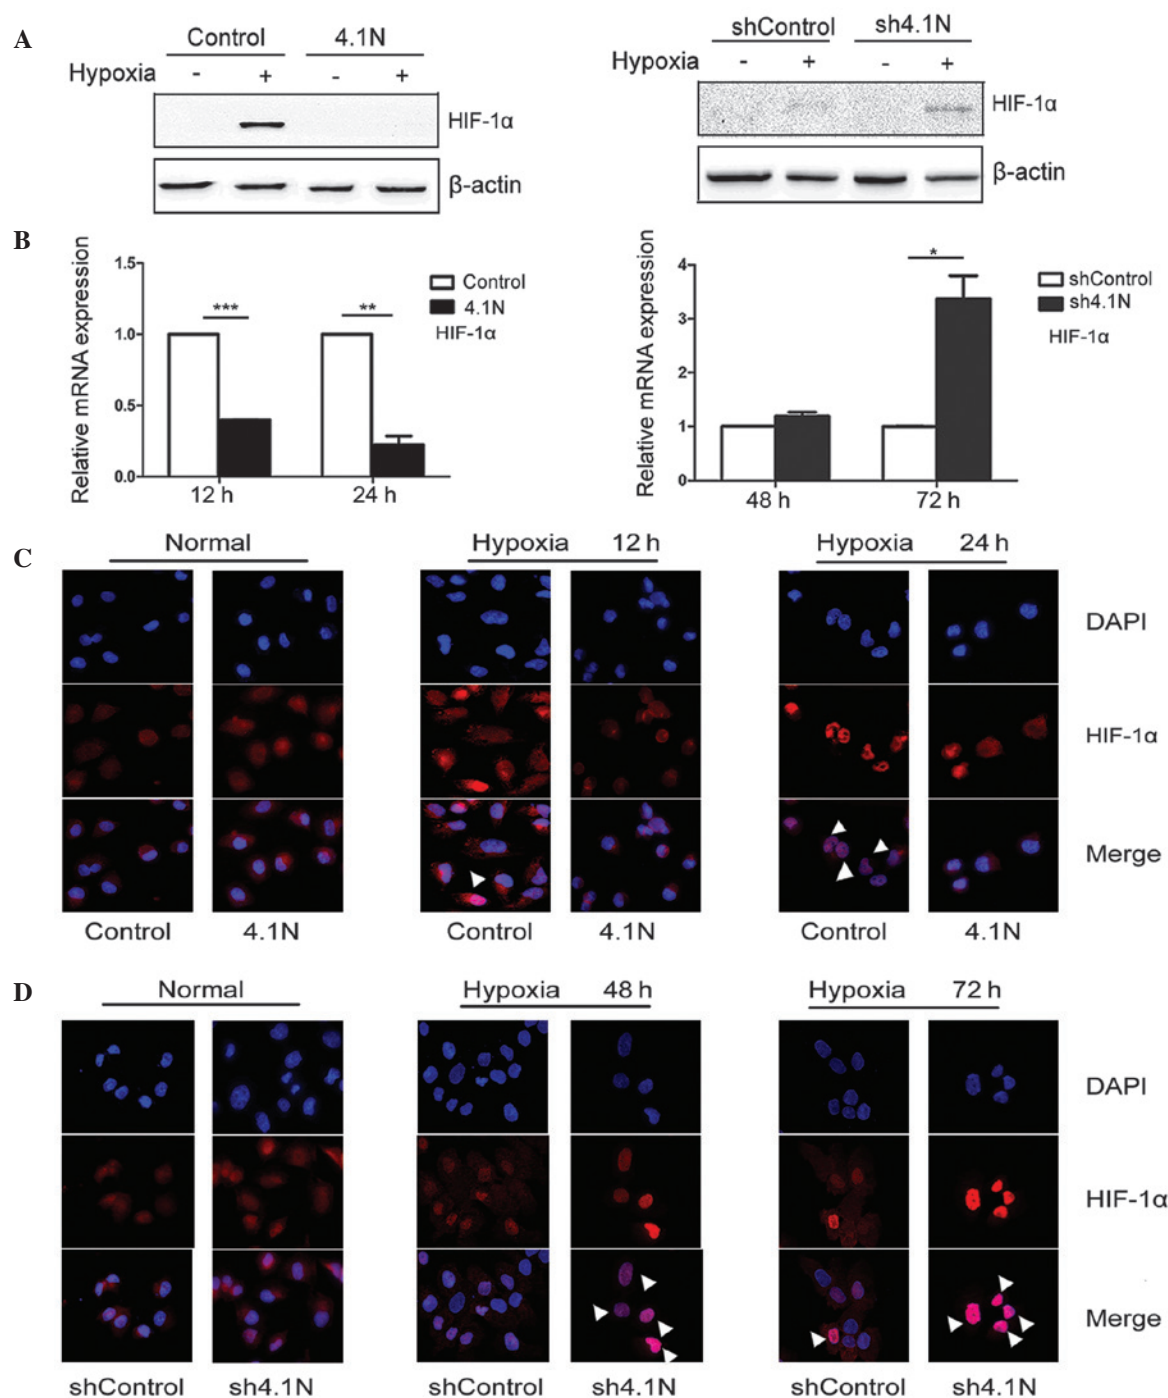 A
Control 4.1N
Hypoxia - + - +
HIF-1α
β-actin
shControl sh4.1N
Hypoxia - + - +
HIF-1α
β-actin
B
Relative mRNA expression
1.5
1.0
0.5
0.0
*** **
12 h 24 h
Control
4.1N
HIF-1α
Relative mRNA expression
4
3
2
1
0
*
48 h 72 h
shControl
sh4.1N
HIF-1α
C
Normal Hypoxia 12 h Hypoxia 24 h
DAPI
HIF-1α
Merge
Control 4.1N Control 4.1N Control 4.1N
D
Normal Hypoxia 48 h Hypoxia 72 h
DAPI
HIF-1α
Merge
shControl sh4.1N shControl sh4.1N shControl sh4.1N